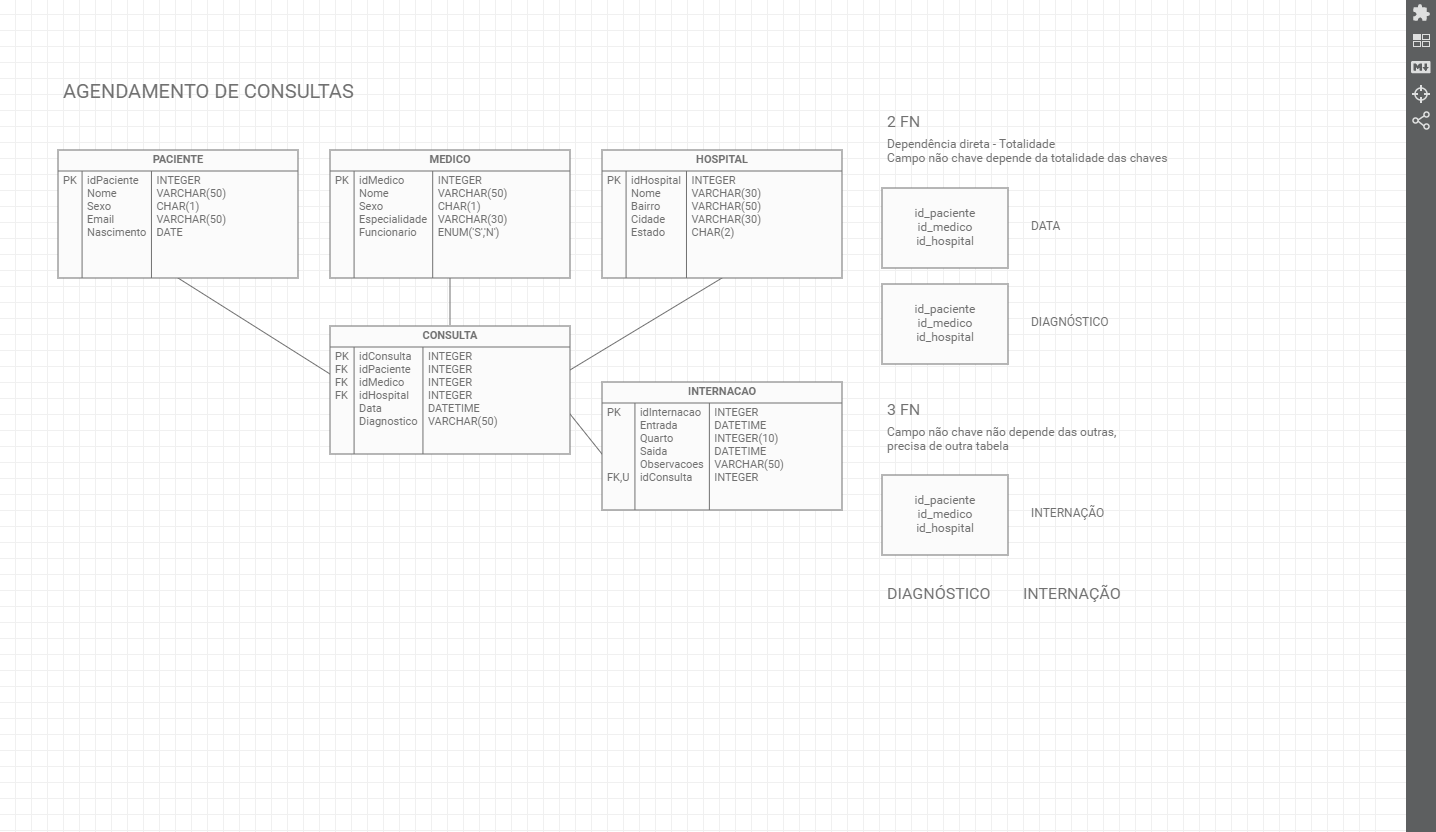 AGENDAMENTO DE CONSULTAS
PACIENTE
PK idPaciente INTEGER
Nome VARCHAR(50)
Sexo CHAR(1)
Email VARCHAR(50)
Nascimento DATE
MEDICO
PK idMedico INTEGER
Nome VARCHAR(50)
Sexo CHAR(1)
Especialidade VARCHAR(30)
Funcionario ENUM('S','N')
HOSPITAL
PK idHospital INTEGER
Nome VARCHAR(30)
Bairro VARCHAR(50)
Cidade VARCHAR(30)
Estado CHAR(2)
CONSULTA
PK idConsulta INTEGER
FK idPaciente INTEGER
FK idMedico INTEGER
FK idHospital INTEGER
Data DATETIME
Diagnostico VARCHAR(50)
INTERNACAO
PK idInternacao INTEGER
Entrada DATETIME
Quarto INTEGER(10)
Saida DATETIME
Observacoes VARCHAR(50)
FK,U idConsulta INTEGER
2 FN
Dependência direta - Totalidade
Campo não chave depende da totalidade das chaves
id_paciente
id_medico
id_hospital
DATA
id_paciente
id_medico
id_hospital
DIAGNÓSTICO
3 FN
Campo não chave não depende das outras,
precisa de outra tabela
id_paciente
id_medico
id_hospital
INTERNAÇÃO
DIAGNÓSTICO INTERNAÇÃO
M